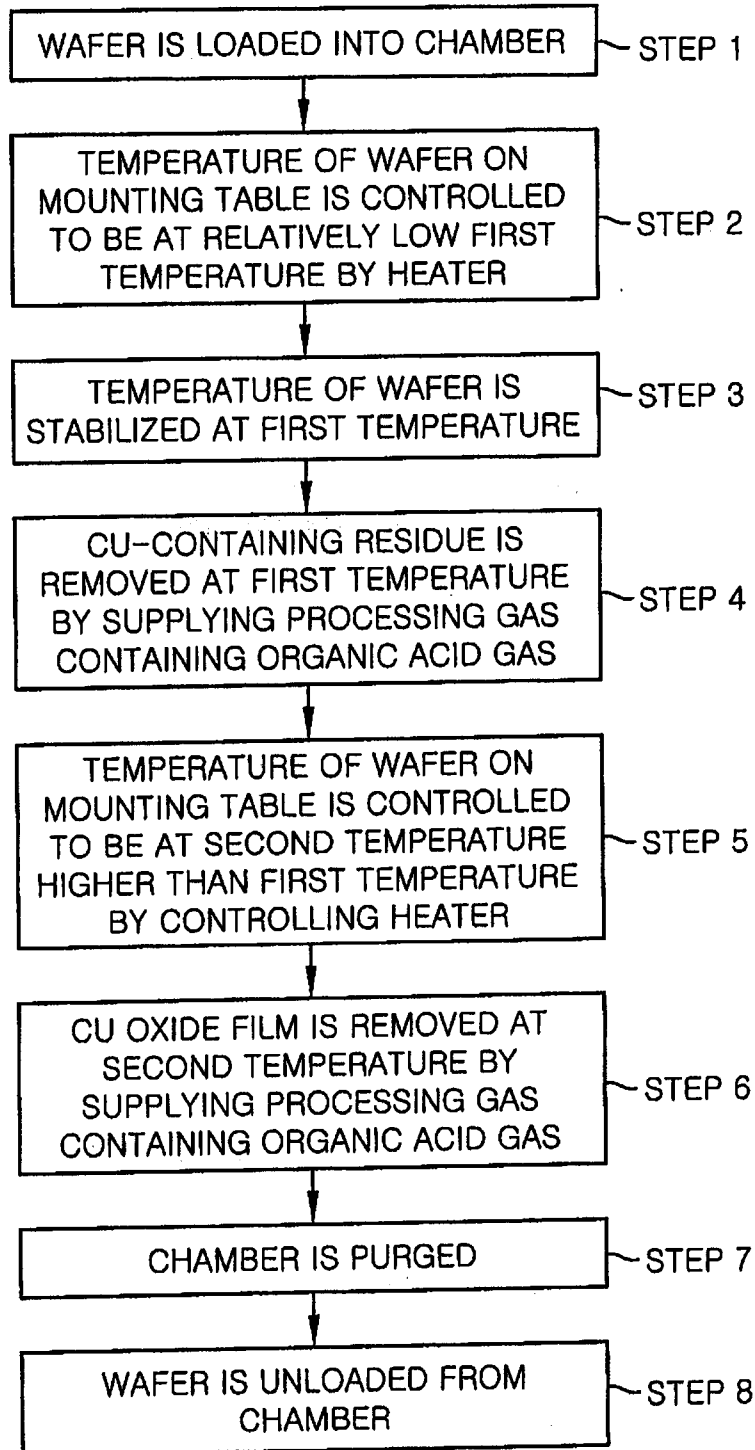 WAFER IS LOADED INTO CHAMBER
STEP 1
TEMPERATURE OF WAFER ON
MOUNTING TABLE IS CONTROLLED
TO BE AT RELATIVELY LOW FIRST
TEMPERATURE BY HEATER
STEP 2
TEMPERATURE OF WAFER IS
STABILIZED AT FIRST TEMPERATURE
STEP 3
CU-CONTAINING RESIDUE IS
REMOVED AT FIRST TEMPERATURE
BY SUPPLYING PROCESSING GAS
CONTAINING ORGANIC ACID GAS
STEP 4
TEMPERATURE OF WAFER ON
MOUNTING TABLE IS CONTROLLED
TO BE AT SECOND TEMPERATURE
HIGHER THAN FIRST TEMPERATURE
BY CONTROLLING HEATER
STEP 5
CU OXIDE FILM IS REMOVED AT
SECOND TEMPERATURE BY
SUPPLYING PROCESSING GAS
CONTAINING ORGANIC ACID GAS
STEP 6
CHAMBER IS PURGED
STEP 7
WAFER IS UNLOADED FROM
CHAMBER
STEP 8